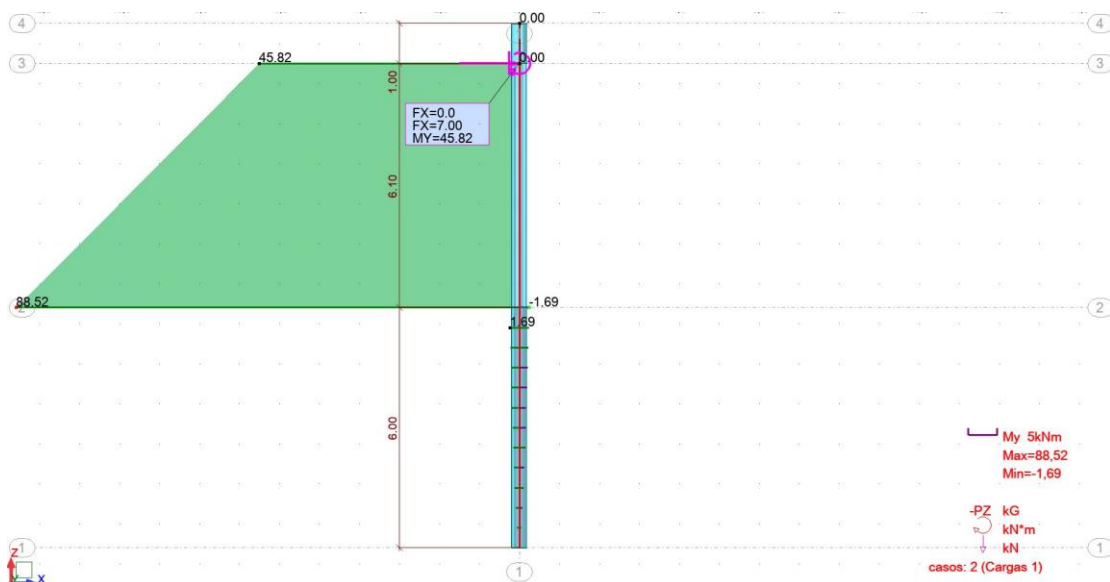 4
0.00
4
3
45.82
0.00
3
1.00
FX=0.0
FX=7.00
MY=45.82
6.10
88.52
2
-1.69
2
1.69
6.00
My 5kNm
Max=88,52
Min=-1,69
-PZ kG
kN*m
kN
casos: 2 (Cargas 1)
1
1
Z
X
1